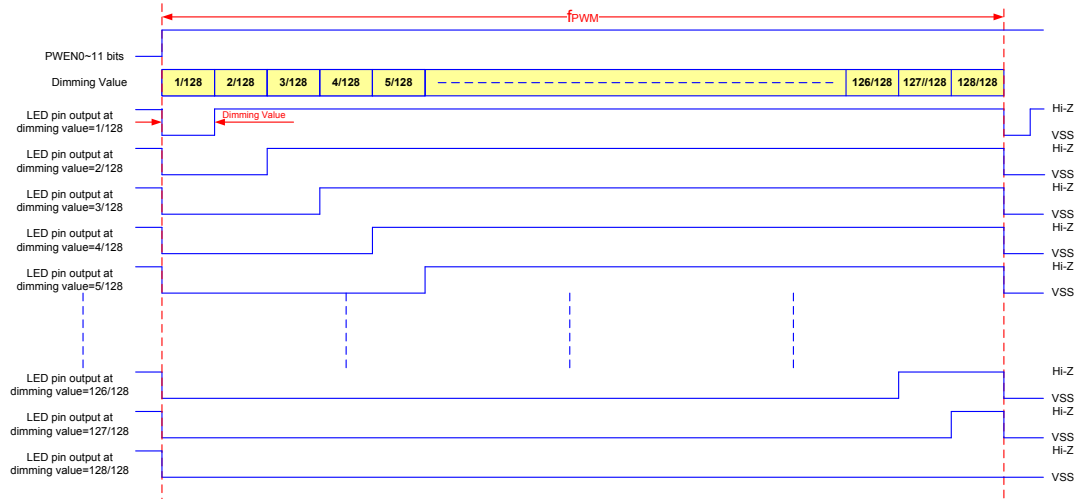 fPWM
PWEN0~11 bits
Dimming Value
1/128 2/128 3/128 4/128 5/128 126/128 127//128 128/128
LED pin output at
dimming value=1/128
Dimming Value
Hi-Z
VSS
LED pin output at
dimming value=2/128
Hi-Z
VSS
LED pin output at
dimming value=3/128
Hi-Z
VSS
LED pin output at
dimming value=4/128
Hi-Z
VSS
LED pin output at
dimming value=5/128
Hi-Z
VSS
LED pin output at
dimming value=126/128
Hi-Z
VSS
LED pin output at
dimming value=127/128
Hi-Z
VSS
LED pin output at
dimming value=128/128
Hi-Z
VSS